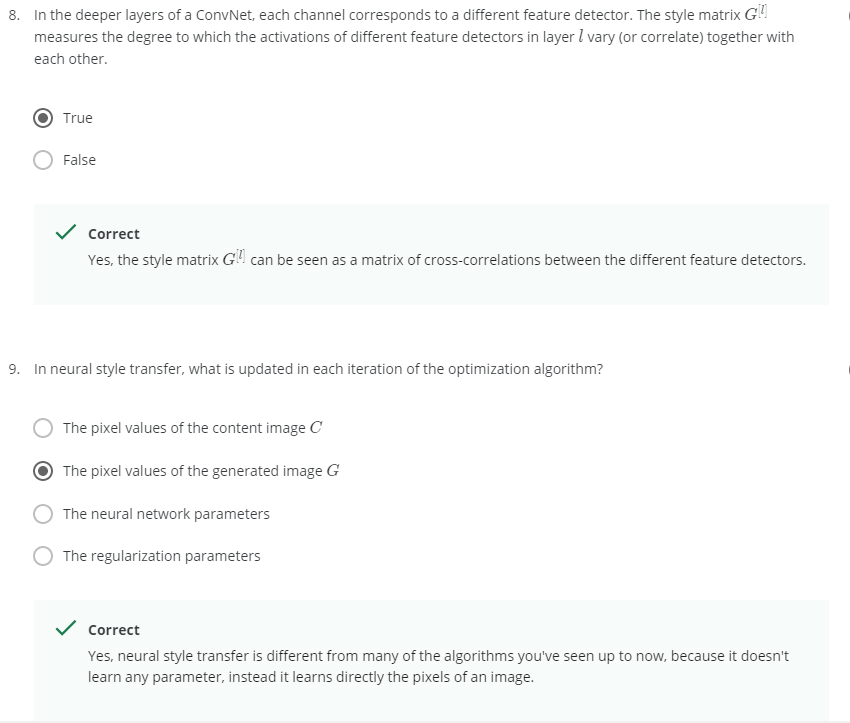 8. In the deeper layers of a ConvNet, each channel corresponds to a different feature detector. The style matrix G[l]
measures the degree to which the activations of different feature detectors in layer l vary (or correlate) together with
each other.
True
False
Correct
Yes, the style matrix G[l] can be seen as a matrix of cross-correlations between the different feature detectors.
9. In neural style transfer, what is updated in each iteration of the optimization algorithm?
The pixel values of the content image C
The pixel values of the generated image G
The neural network parameters
The regularization parameters
Correct
Yes, neural style transfer is different from many of the algorithms you've seen up to now, because it doesn't
learn any parameter, instead it learns directly the pixels of an image.